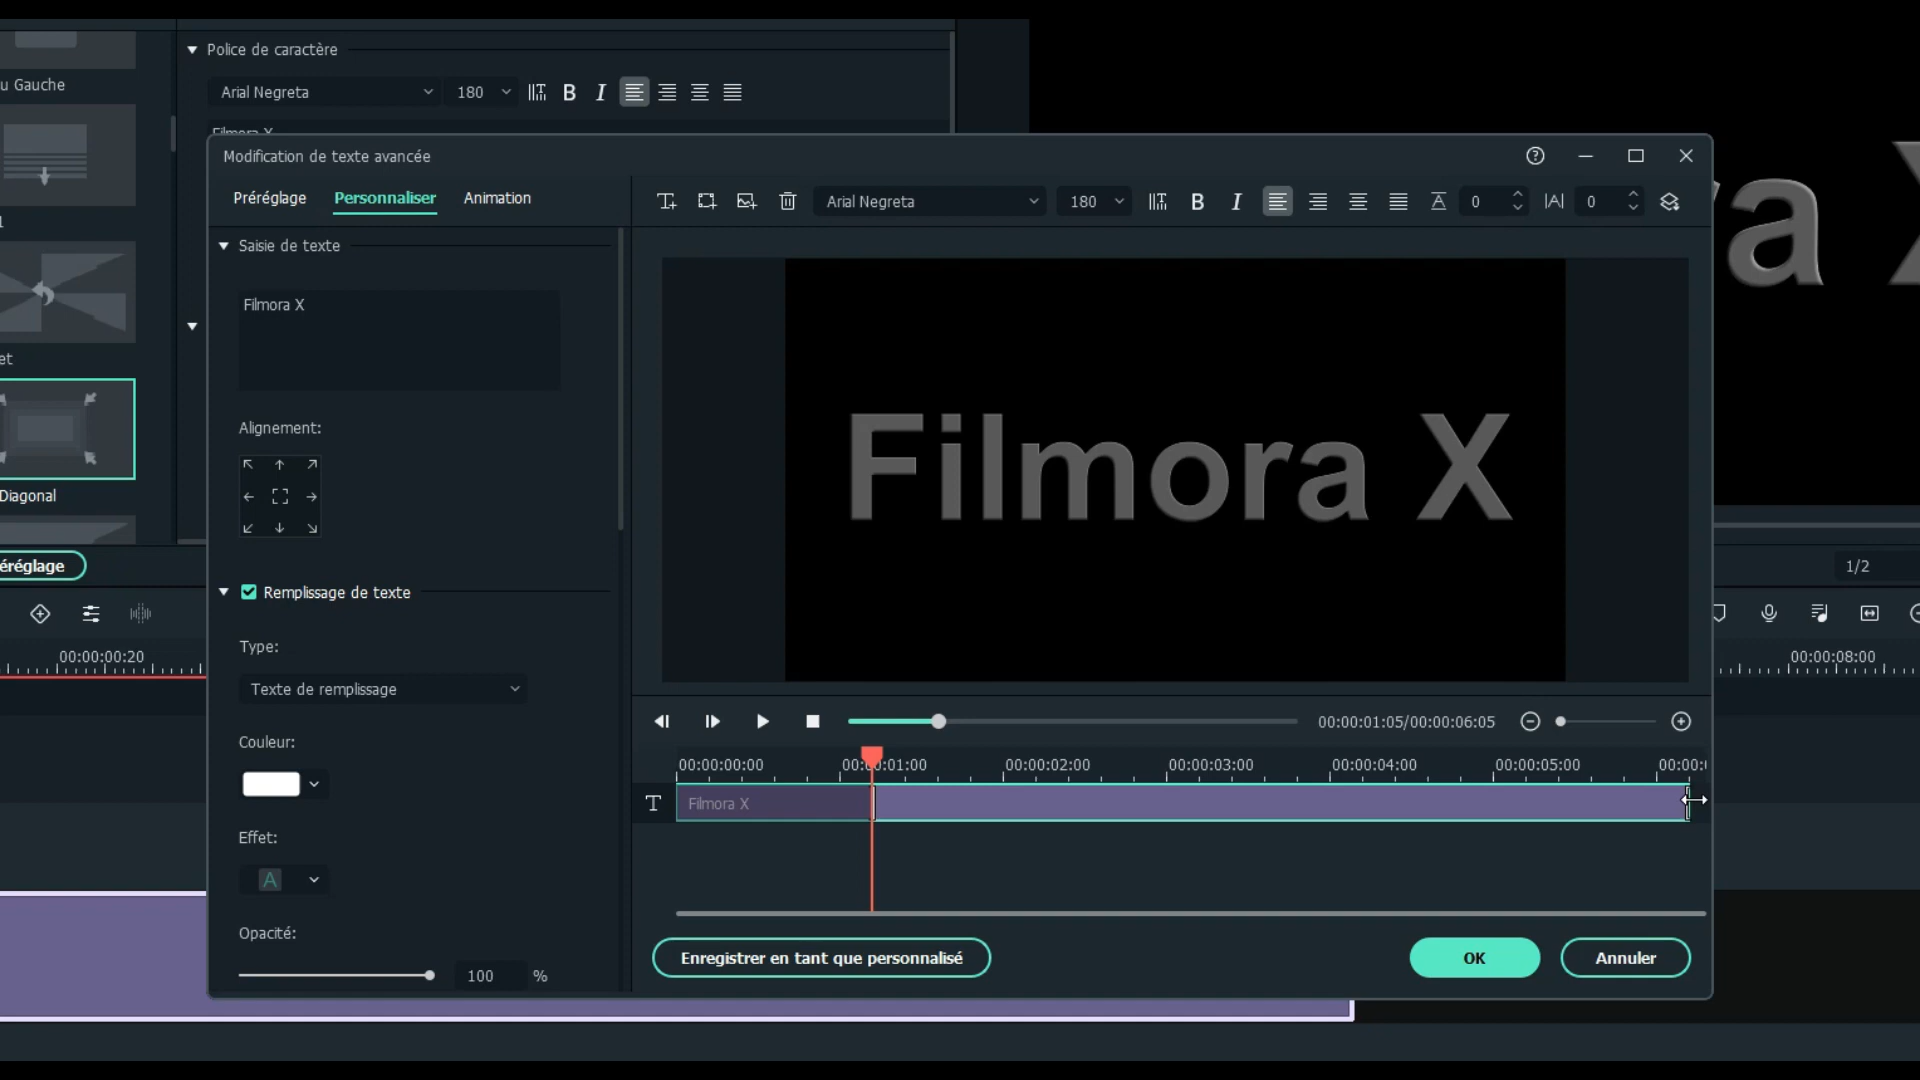 u Gauche
et
Diagonal
éréglage
00:00:00:20
Police de caractère
Arial Negreta
180
B I
Filmora X
Modification de texte avancée
Préréglage
Personnaliser
Animation
Arial Negreta
180
B I
0
0
Saisie de texte
Filmora X
Alignement:
Remplissage de texte
Type:
Texte de remplissage
Couleur:
Effet:
A
Opacité:
100 %
Filmora X
00:00:01:05/00:00:06:05
00:00:00:00
00:00:01:00
00:00:02:00
00:00:03:00
00:00:04:00
00:00:05:00
00:00:
T
Filmora X
Enregistrer en tant que personnalisé
OK
Annuler
ra X
1/2
00:00:08:00